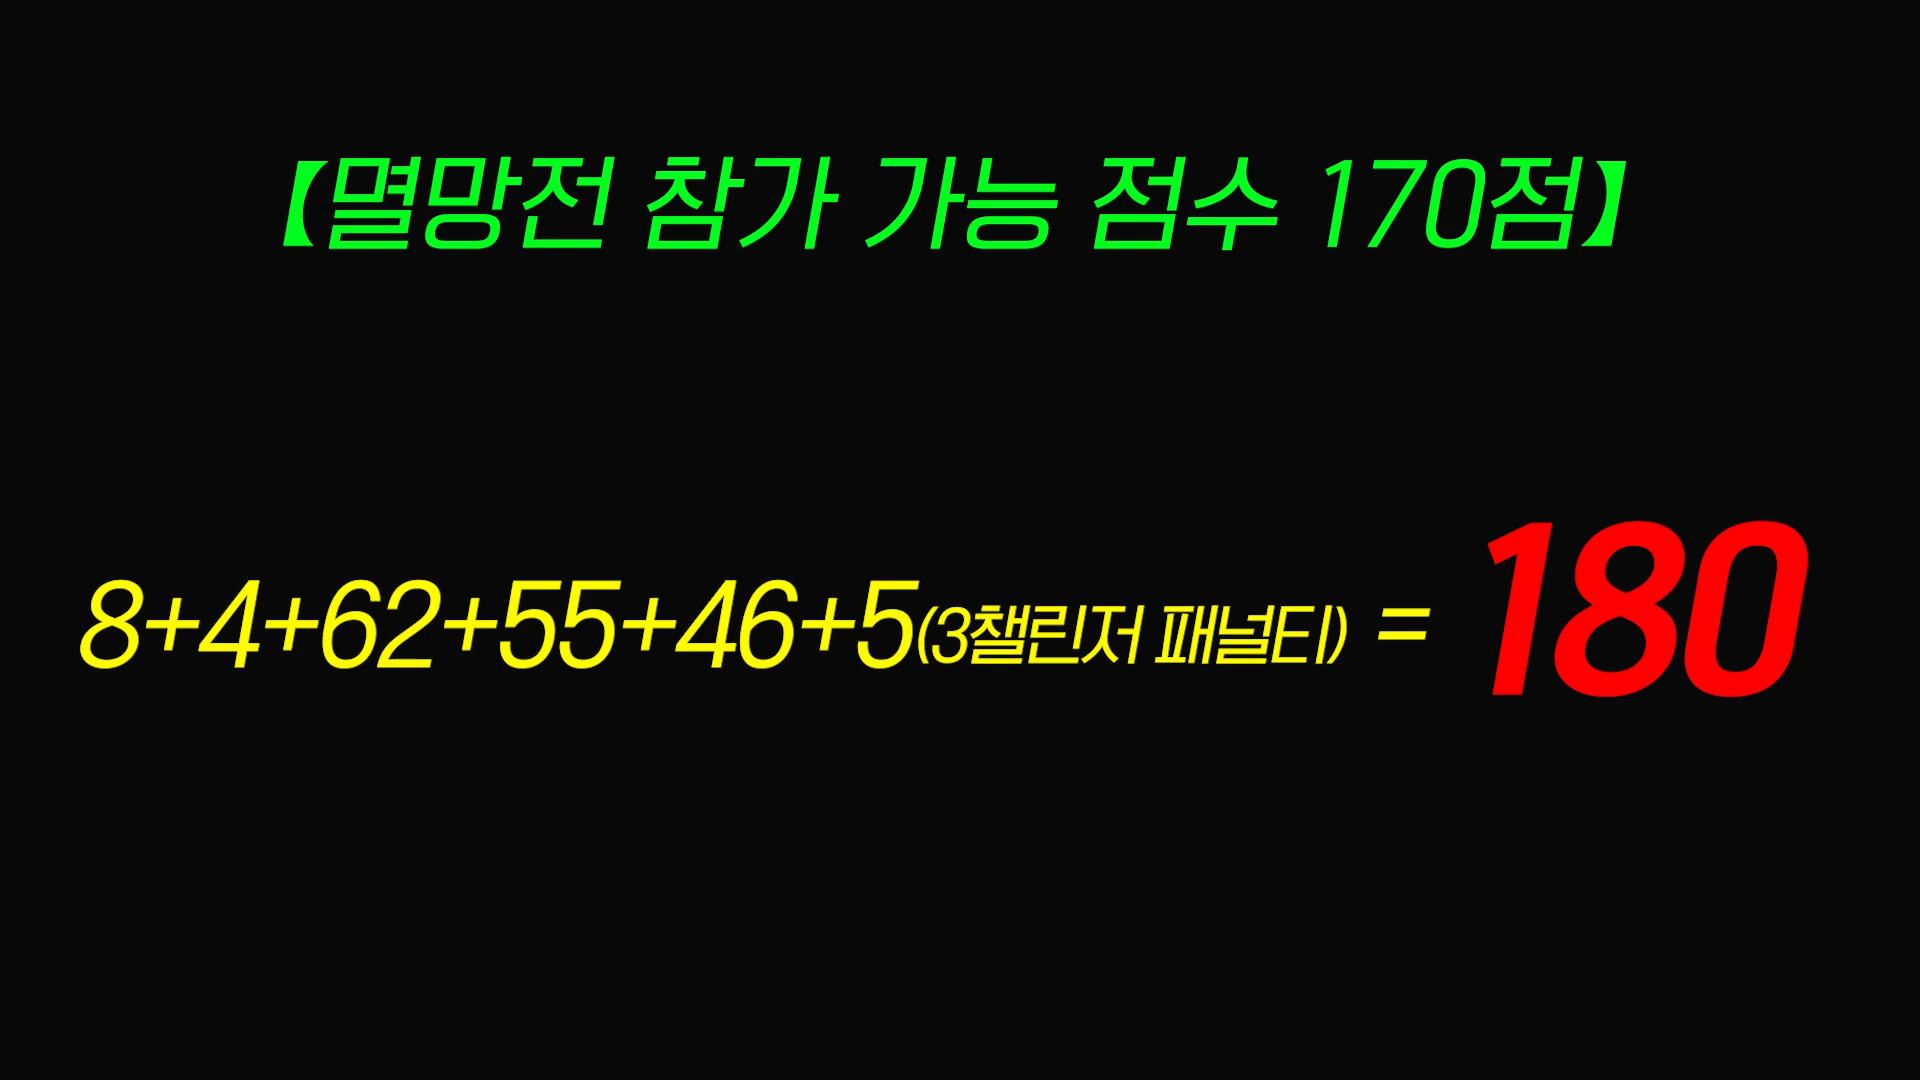 【멸망전 참가 가능 점수 170점】
8+4+62+55+46+5(3챌린저 패널티) = 180